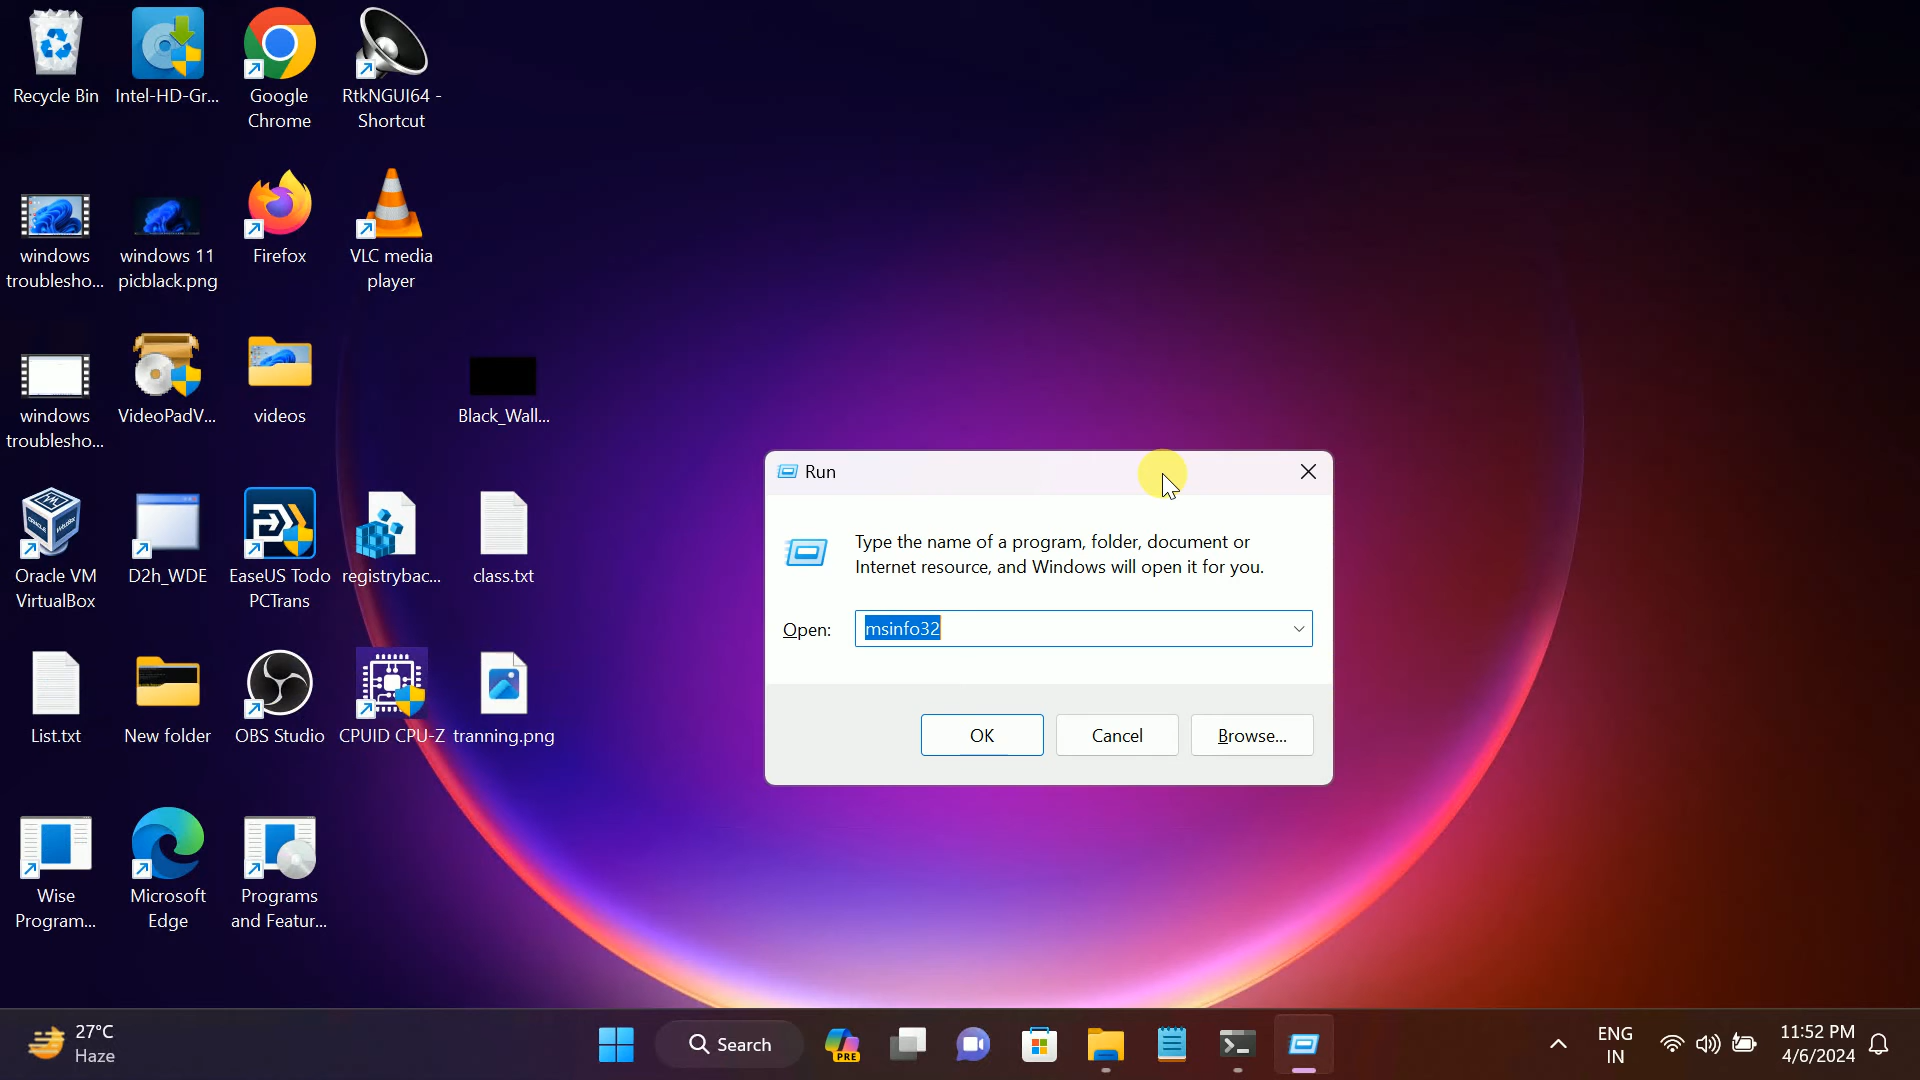 Recycle Bin
Intel-HD-Gr...
Google
Chrome
RtkNGUI64 -
Shortcut
windows
troublesho...
windows 11
picblack.png
Firefox
VLC media
player
windows
troublesho...
VideoPadV...
videos
Black_Wall...
Oracle VM
VirtualBox
D2h_WDE
EaseUS Todo
PCTrans
registrybac...
class.txt
List.txt
New folder
OBS Studio
CPUID CPU-Z
tranning.png
Wise
Program...
Microsoft
Edge
Programs
and Featur...
Run
Type the name of a program, folder, document or
Internet resource, and Windows will open it for you.
Open:
msinfo32
OK
Cancel
Browse...
27°C
Haze
Search
PRE
ENG
IN
11:52 PM
4/6/2024